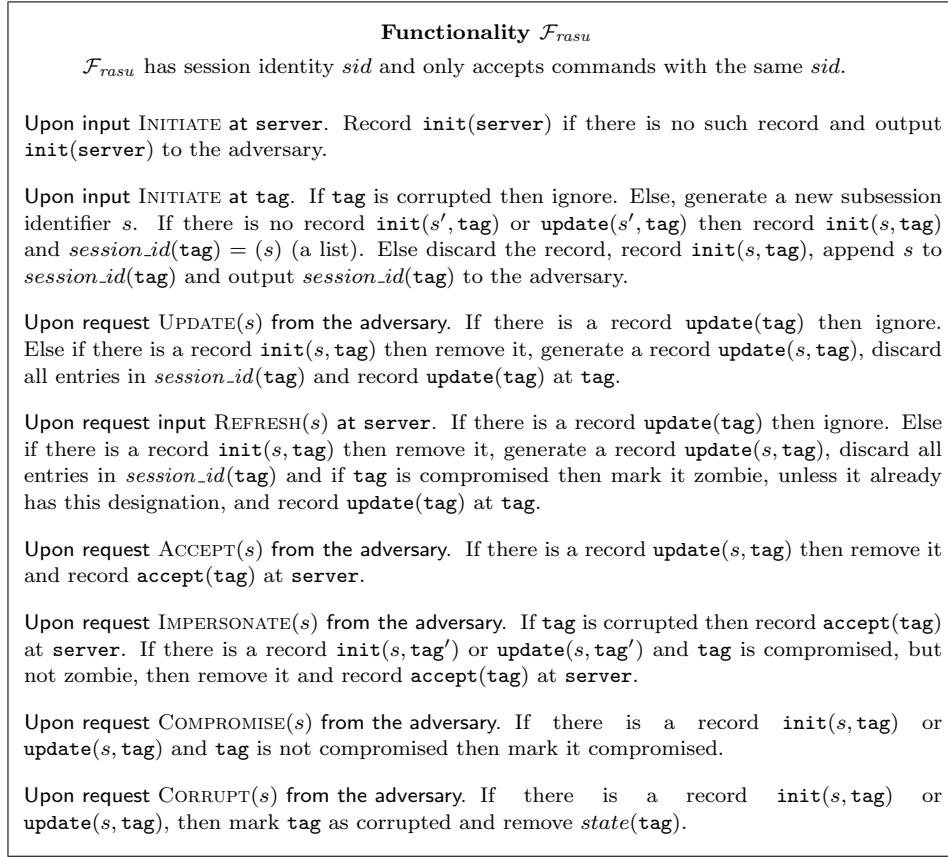 Functionality F_rasu
F_rasu has session identity sid and only accepts commands with the same sid.
Upon input INITIATE at server. Record init(server) if there is no such record and output
init(server) to the adversary.
Upon input INITIATE at tag. If tag is corrupted then ignore. Else, generate a new subsession
identifier s. If there is no record init(s′, tag) or update(s′, tag) then record init(s, tag)
and session_id(tag) = (s) (a list). Else discard the record, record init(s, tag), append s to
session_id(tag) and output session_id(tag) to the adversary.
Upon request UPDATE(s) from the adversary. If there is a record update(tag) then ignore.
Else if there is a record init(s, tag) then remove it, generate a record update(s, tag), discard
all entries in session_id(tag) and record update(tag) at tag.
Upon request input REFRESH(s) at server. If there is a record update(tag) then ignore. Else
if there is a record init(s, tag) then remove it, generate a record update(s, tag), discard all
entries in session_id(tag) and if tag is compromised then mark it zombie, unless it already
has this designation, and record update(tag) at tag.
Upon request ACCEPT(s) from the adversary. If there is a record update(s, tag) then remove it
and record accept(tag) at server.
Upon request IMPERSONATE(s) from the adversary. If tag is corrupted then record accept(tag)
at server. If there is a record init(s, tag′) or update(s, tag′) and tag is compromised, but
not zombie, then remove it and record accept(tag) at server.
Upon request COMPROMISE(s) from the adversary. If there is a record init(s, tag) or
update(s, tag) and tag is not compromised then mark it compromised.
Upon request CORRUPT(s) from the adversary. If there is a record init(s, tag) or
update(s, tag), then mark tag as corrupted and remove state(tag).